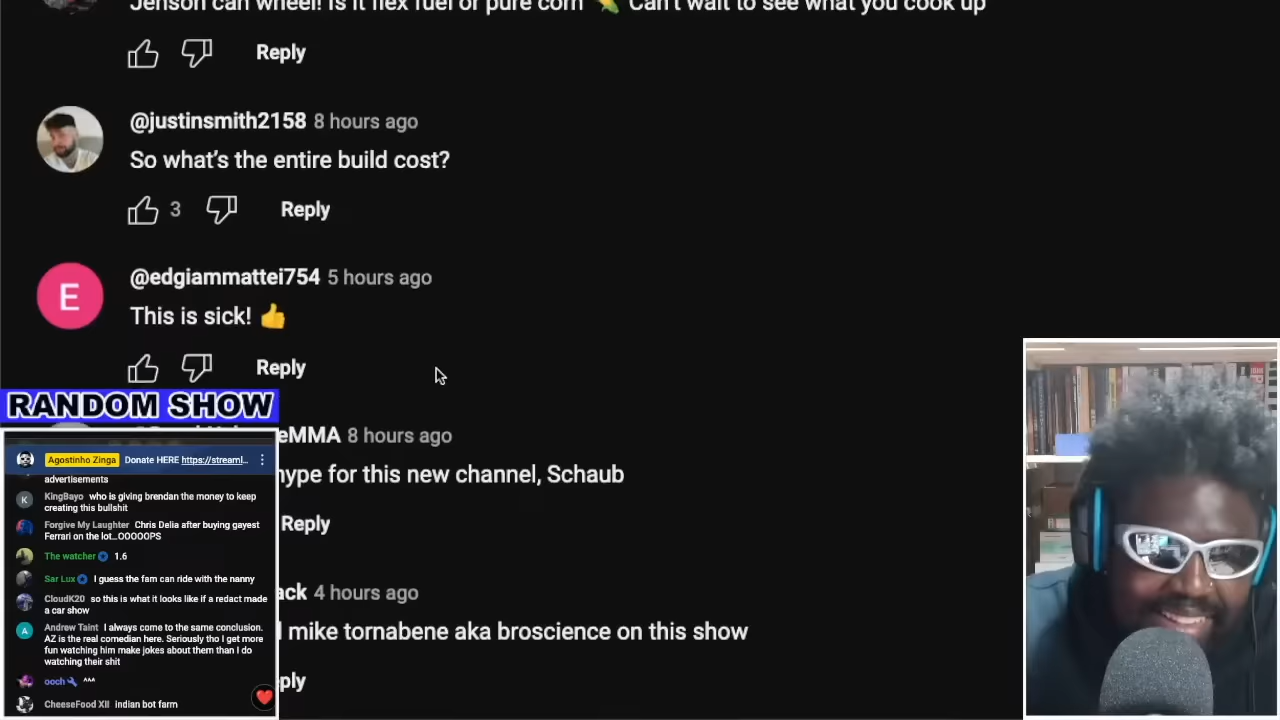 Jenson can wheel! Is it flex fuel or pure corn 🌽 Can't wait to see what you cook up
Reply
@justinsmith2158 8 hours ago
So what's the entire build cost?
3 Reply
@edgiammattei754 5 hours ago
This is sick! 👍
Reply
eMMA 8 hours ago
hype for this new channel, Schaub
Reply
ack 4 hours ago
mike tornabene aka broscience on this show
ply
RANDOM SHOW
Agostinho Zinga Donate HERE https://streaml...
advertisements
KingBayo who is giving brendan the money to keep
creating this bullshit
Forgive My Laughter Chris Delia after buying gayest
Ferrari on the lot...OOOOOPS
The watcher 1.6
Sar Lux I guess the fam can ride with the nanny
CloudK20 so this is what it looks like if a redact made
a car show
Andrew Taint I always come to the same conclusion.
AZ is the real comedian here. Seriously tho I get more
fun watching him make jokes about them than I do
watching their shit
ooch ^^^
CheeseFood XII indian bot farm